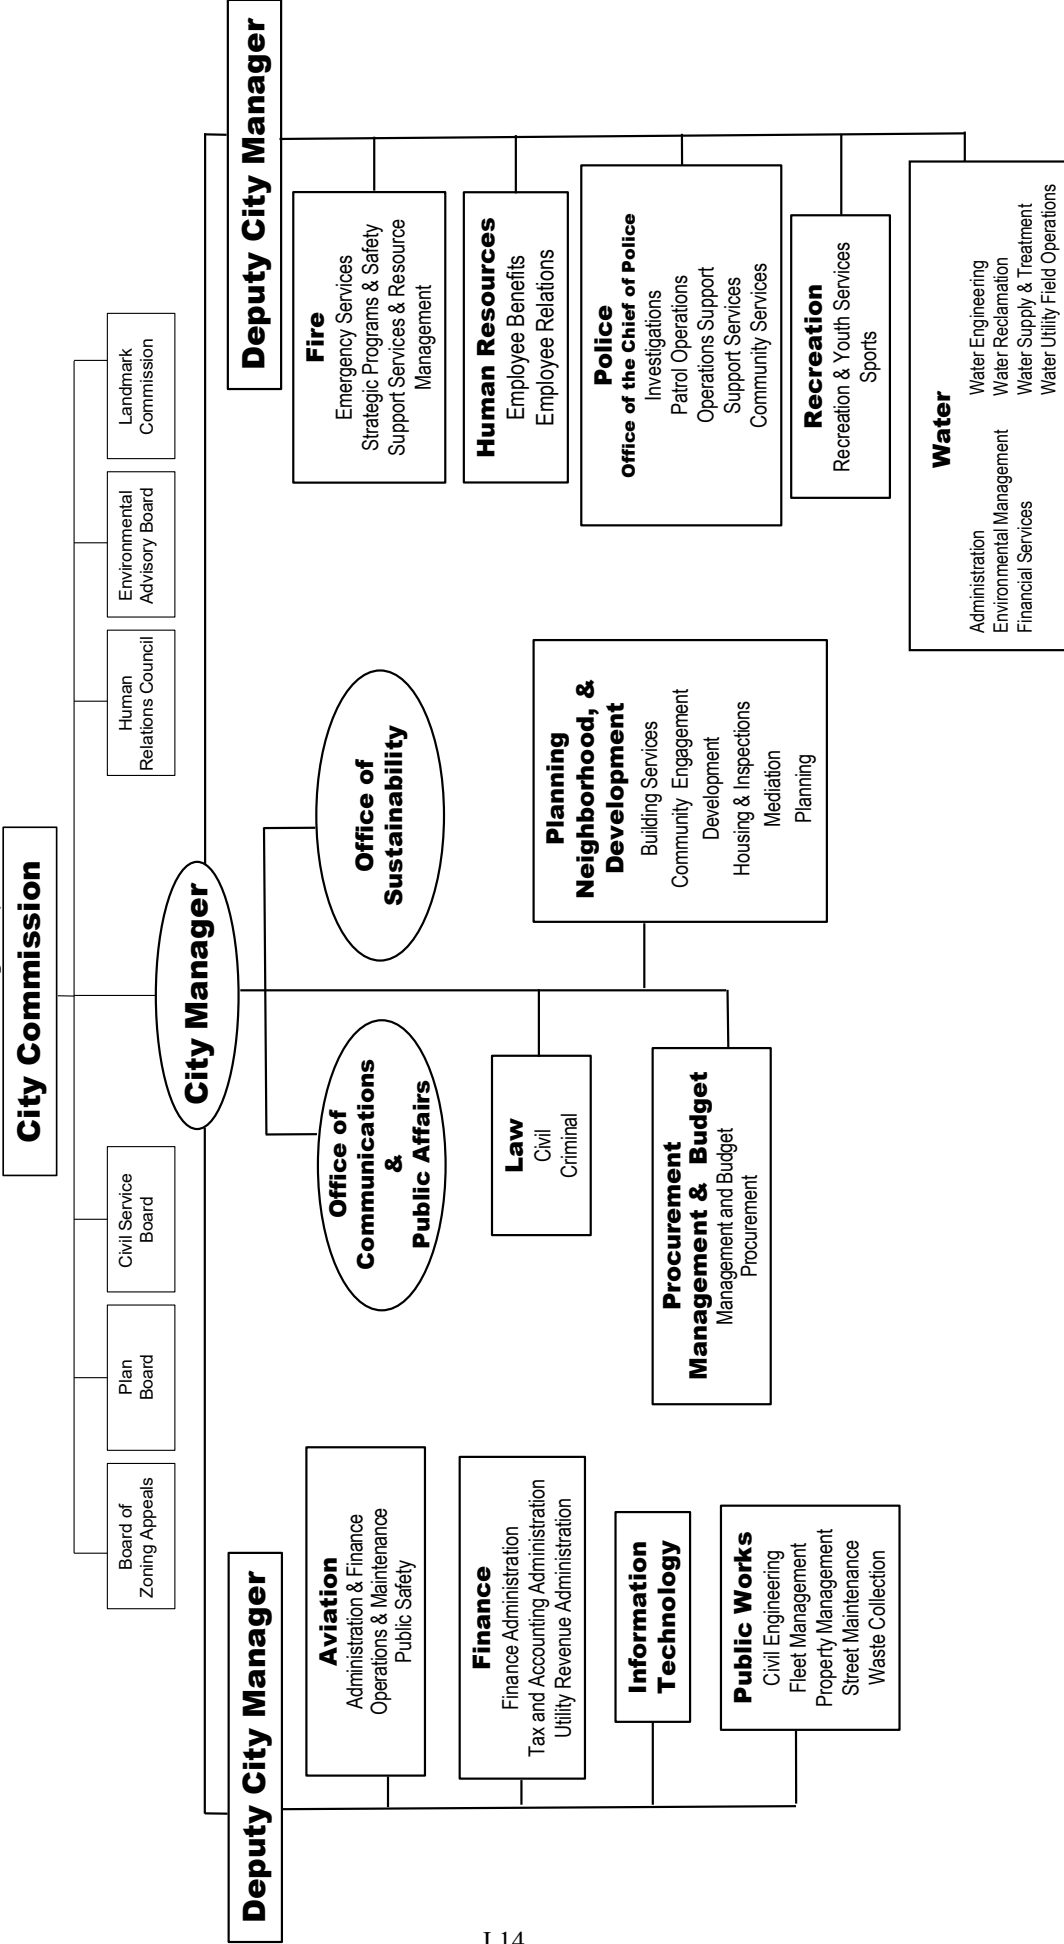 City Commission
Board of
Zoning Appeals
Plan
Board
Civil Service
Board
Human
Relations Council
Environmental
Advisory Board
Landmark
Commission
City Manager
Deputy City Manager
Deputy City Manager
Office of
Communications
&
Public Affairs
Office of
Sustainability
Aviation
Administration & Finance
Operations & Maintenance
Public Safety
Finance
Finance Administration
Tax and Accounting Administration
Utility Revenue Administration
Information
Technology
Public Works
Civil Engineering
Fleet Management
Property Management
Street Maintenance
Waste Collection
Law
Civil
Criminal
Procurement
Management & Budget
Management and Budget
Procurement
Planning
Neighborhood, &
Development
Building Services
Community Engagement
Development
Housing & Inspections
Mediation
Planning
Fire
Emergency Services
Strategic Programs & Safety
Support Services & Resource
Management
Human Resources
Employee Benefits
Employee Relations
Police
Office of the Chief of Police
Investigations
Patrol Operations
Operations Support
Support Services
Community Services
Recreation
Recreation & Youth Services
Sports
Water
Administration
Environmental Management
Financial Services
Water Engineering
Water Reclamation
Water Supply & Treatment
Water Utility Field Operations
I.14